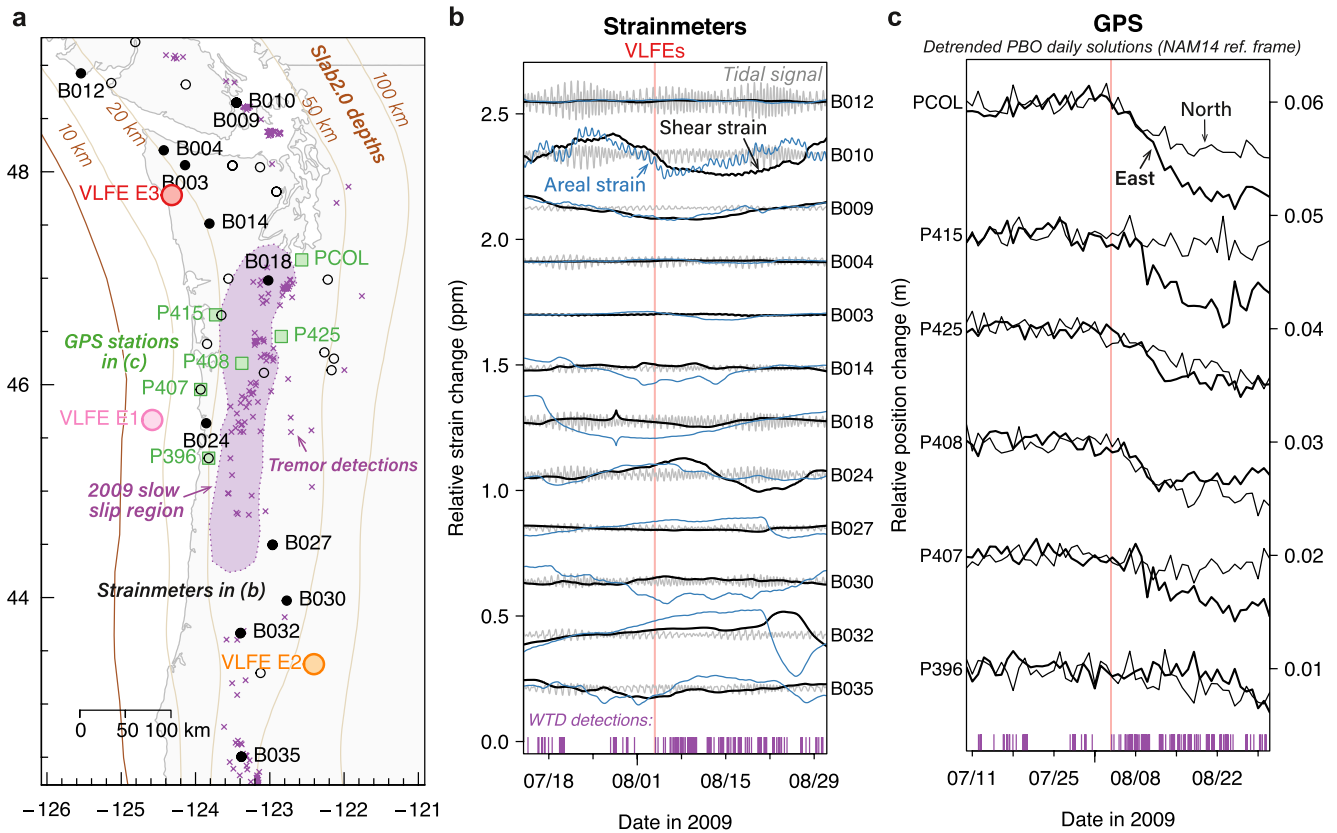 a
48
46
44
−126
−125
−124
−123
−122
−121
10 km
20 km
50 km
100 km
Slab2.0 depths
B012
B010
B009
B004
B003
VLFE E3
B014
B018
PCOL
P415
P425
GPS stations
in (c)
P408
P407
VLFE E1
B024
P396
Tremor detections
2009 slow
slip region
B027
Strainmeters in (b)
B030
B032
VLFE E2
0 50 100 km
B035
b
Strainmeters
VLFEs
Relative strain change (ppm)
2.5
2.0
1.5
1.0
0.5
0.0
Tidal signal
Shear strain
Areal strain
B012
B010
B009
B004
B003
B014
B018
B024
B027
B030
B032
B035
WTD detections:
07/18
08/01
08/15
08/29
Date in 2009
c
GPS
Detrended PBO daily solutions (NAM14 ref. frame)
Relative position change (m)
PCOL
P415
P425
P408
P407
P396
North
East
0.06
0.05
0.04
0.03
0.02
0.01
07/11
07/25
08/08
08/22
Date in 2009